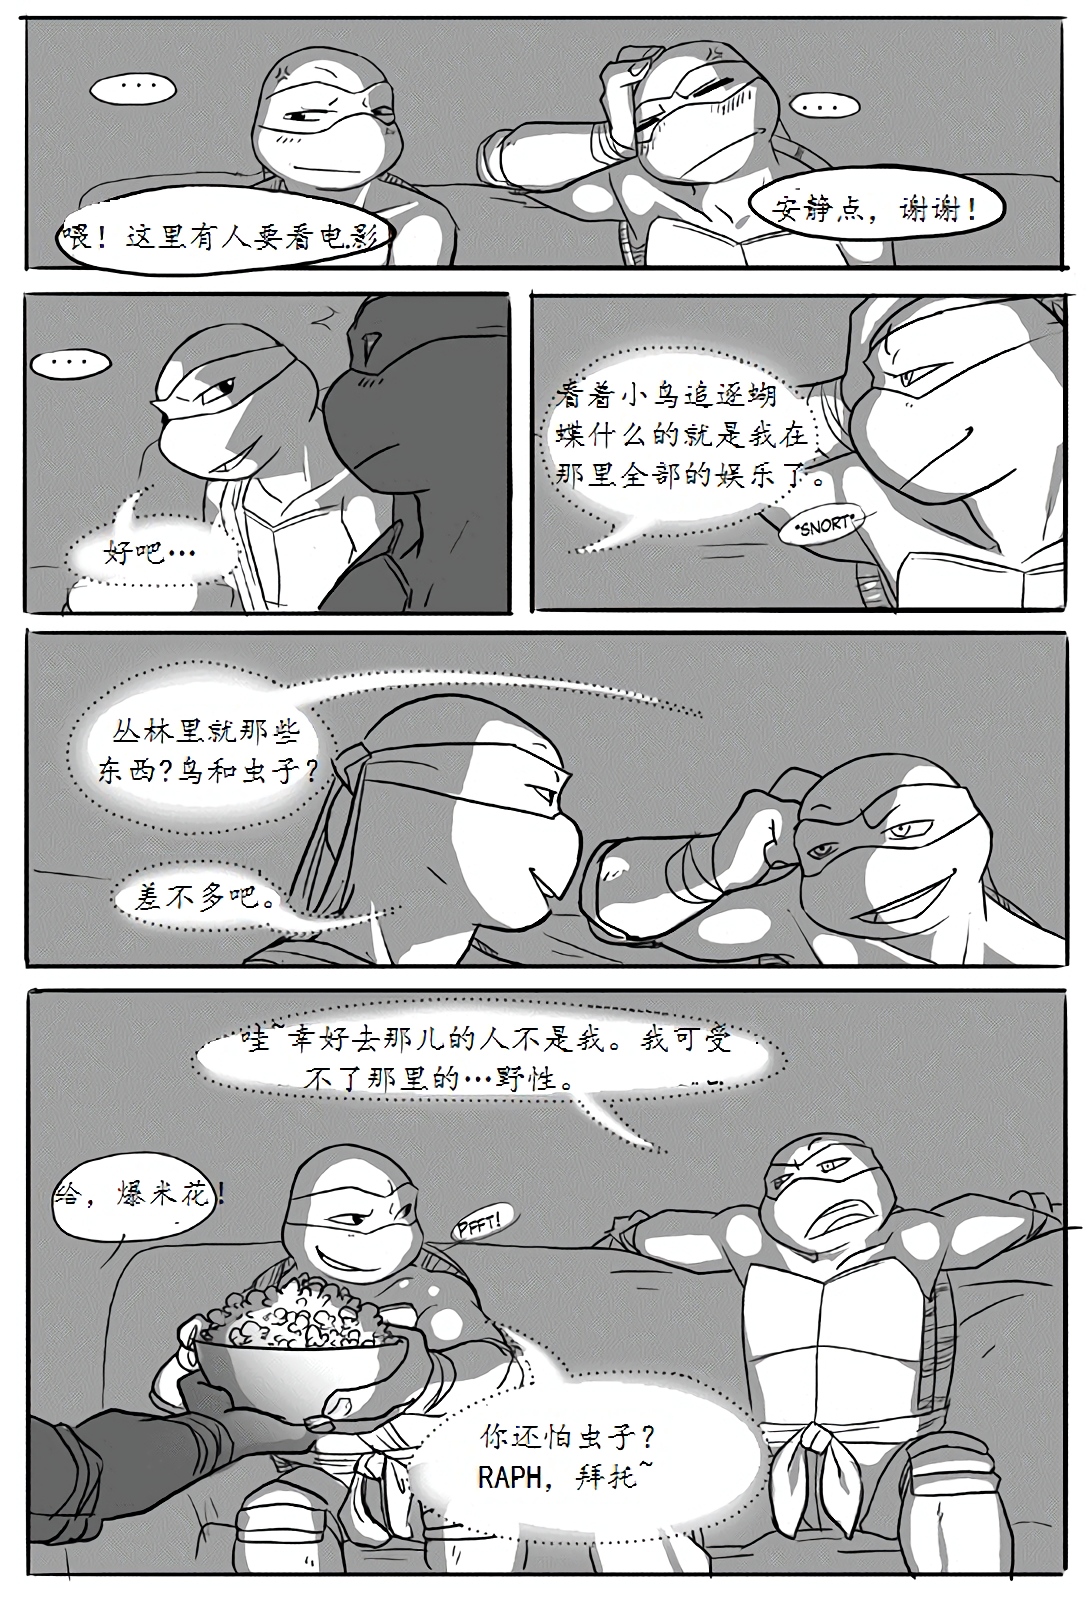 ...
...
喂！这里有人要看电影
安静点，谢谢！
...
好吧…
看着小鸟追逐蝴
蝶什么的就是我在
那里全部的娱乐了。
*SNORT*
丛林里就那些
东西?鸟和虫子？
差不多吧。
哇~幸好去那儿的人不是我。我可受
不了那里的…野性。
给，爆米花！
PFFT!
你还怕虫子？
RAPH，拜托~